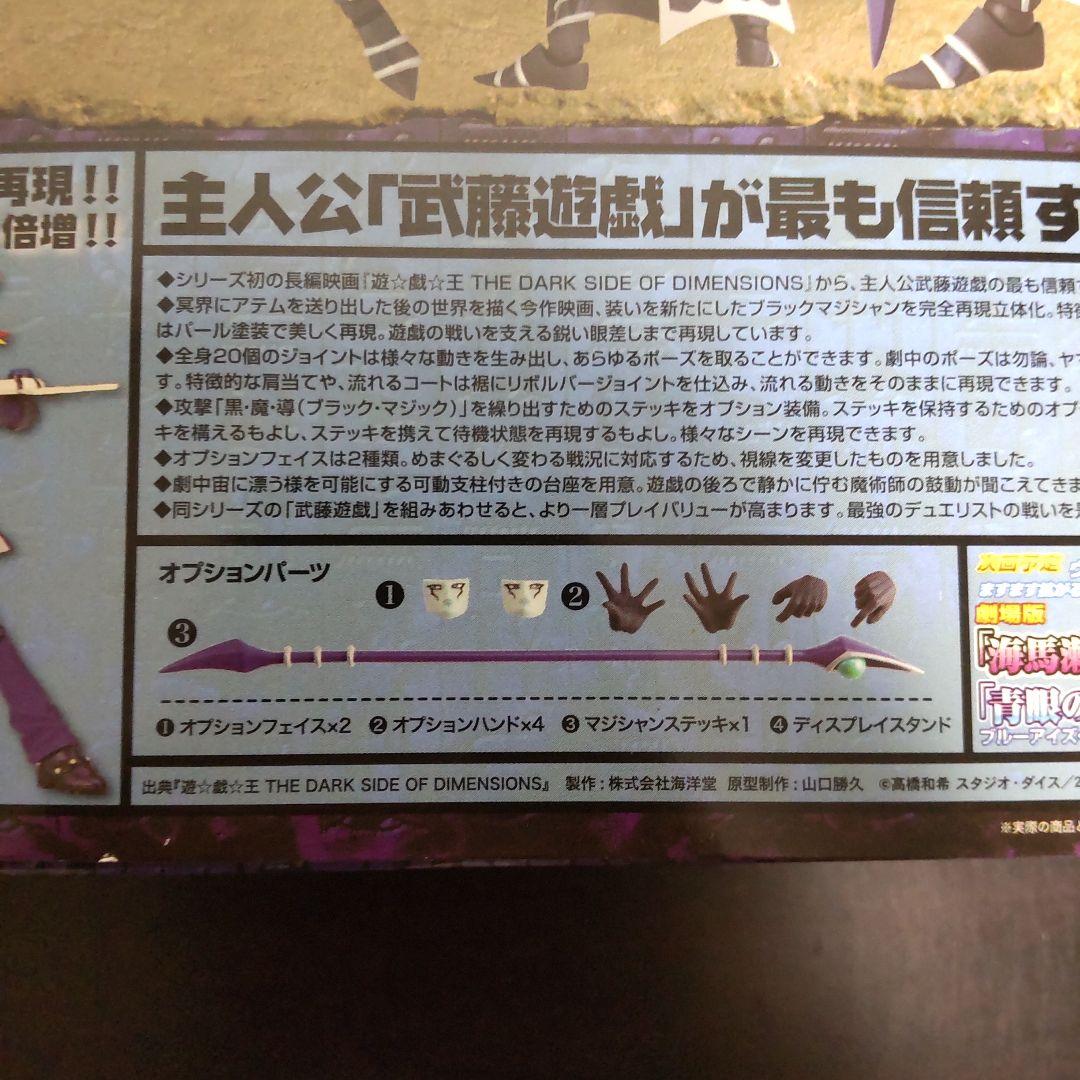 再現!!
倍増!!
主人公「武藤遊戯」が最も信頼す
◆シリーズ初の長編映画『遊☆戯☆王 THE DARK SIDE OF DIMENSIONS』から、主人公武藤遊戯の最も信頼す
◆冥界にアテムを送り出した後の世界を描く今作映画、装いを新たにしたブラックマジシャンを完全再現立体化。特徴
はパール塗装で美しく再現。遊戯の戦いを支える鋭い眼差しまで再現しています。
◆全身20個のジョイントは様々な動きを生み出し、あらゆるポーズを取ることができます。劇中のポーズは勿論、ヤマ
す。特徴的な肩当てや、流れるコートは裾にリボルバージョイントを仕込み、流れる動きをそのままに再現できます。
◆攻撃「黒・魔・導(ブラック・マジック)」を繰り出すためのステッキをオプション装備。ステッキを保持するためのオプ
キを構えるもよし、ステッキを携えて待機状態を再現するもよし。様々なシーンを再現できます。
◆オプションフェイスは2種類。めまぐるしく変わる戦況に対応するため、視線を変更したものを用意しました。
◆劇中宙に漂う様を可能にする可動支柱付きの台座を用意。遊戯の後ろで静かに佇む魔術師の鼓動が聞こえてきま
◆同シリーズの「武藤遊戯」を組みあわせると、より一層プレイバリューが高まります。最強のデュエリストの戦いを
オプションパーツ
❶
❷
❸
❶ オプションフェイス×2 ❷ オプションハンド×4 ❸ マジシャンステッキ×1 ❹ ディスプレイスタンド
次回予定
劇場版
「海馬瀬
「青眼の
ブルーアイズ
出典『遊☆戯☆王 THE DARK SIDE OF DIMENSIONS』 製作：株式会社海洋堂 原型制作：山口勝久 ©高橋和希 スタジオ・ダイス/2
※実際の商品と